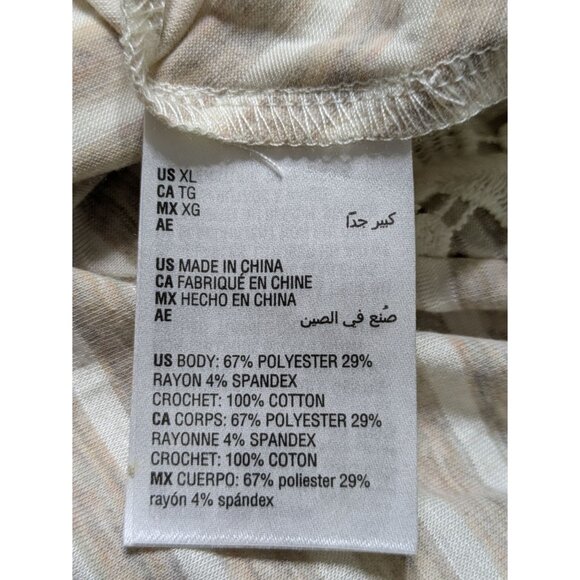 US XL
CA TG
MX XG
AE كبير جدًا
US MADE IN CHINA
CA FABRIQUÉ EN CHINE
MX HECHO EN CHINA
AE صُنع في الصين
US BODY: 67% POLYESTER 29%
RAYON 4% SPANDEX
CROCHET: 100% COTTON
CA CORPS: 67% POLYESTER 29%
RAYONNE 4% SPANDEX
CROCHET: 100% COTON
MX CUERPO: 67% poliester 29%
rayón 4% spándex